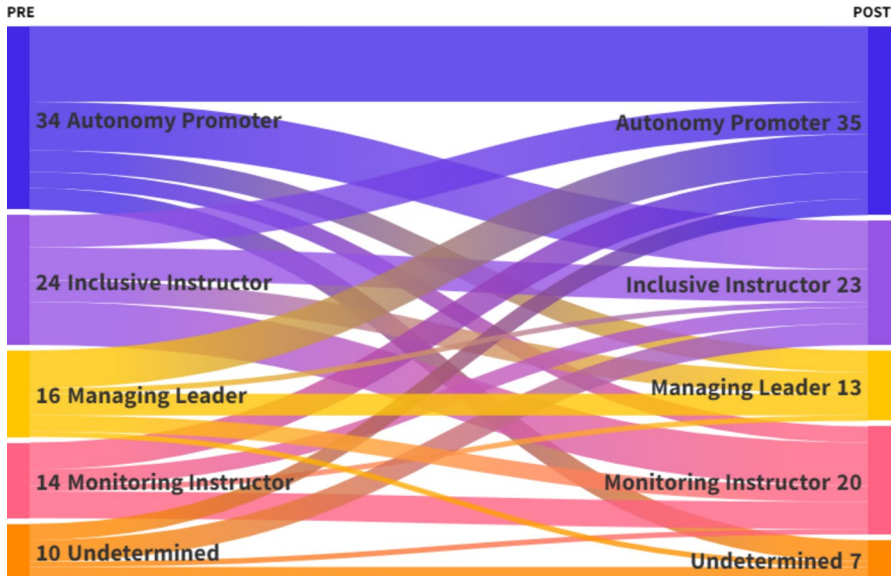 PRE
POST
34 Autonomy Promoter
Autonomy Promoter 35
24 Inclusive Instructor
Inclusive Instructor 23
16 Managing Leader
Managing Leader 13
14 Monitoring Instructor
Monitoring Instructor 20
10 Undetermined
Undetermined 7